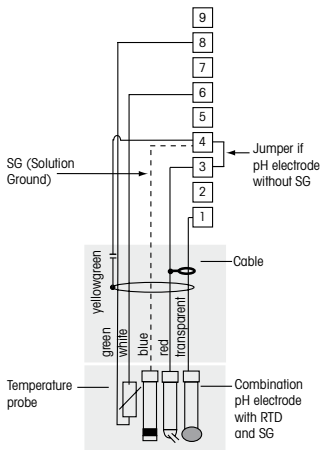 9
8
7
6
5
4
3
2
1
SG (Solution
Ground)
Jumper if
pH electrode
without SG
Cable
yellowgreen
green
white
blue
red
transparent
Temperature
probe
Combination
pH electrode
with RTD
and SG